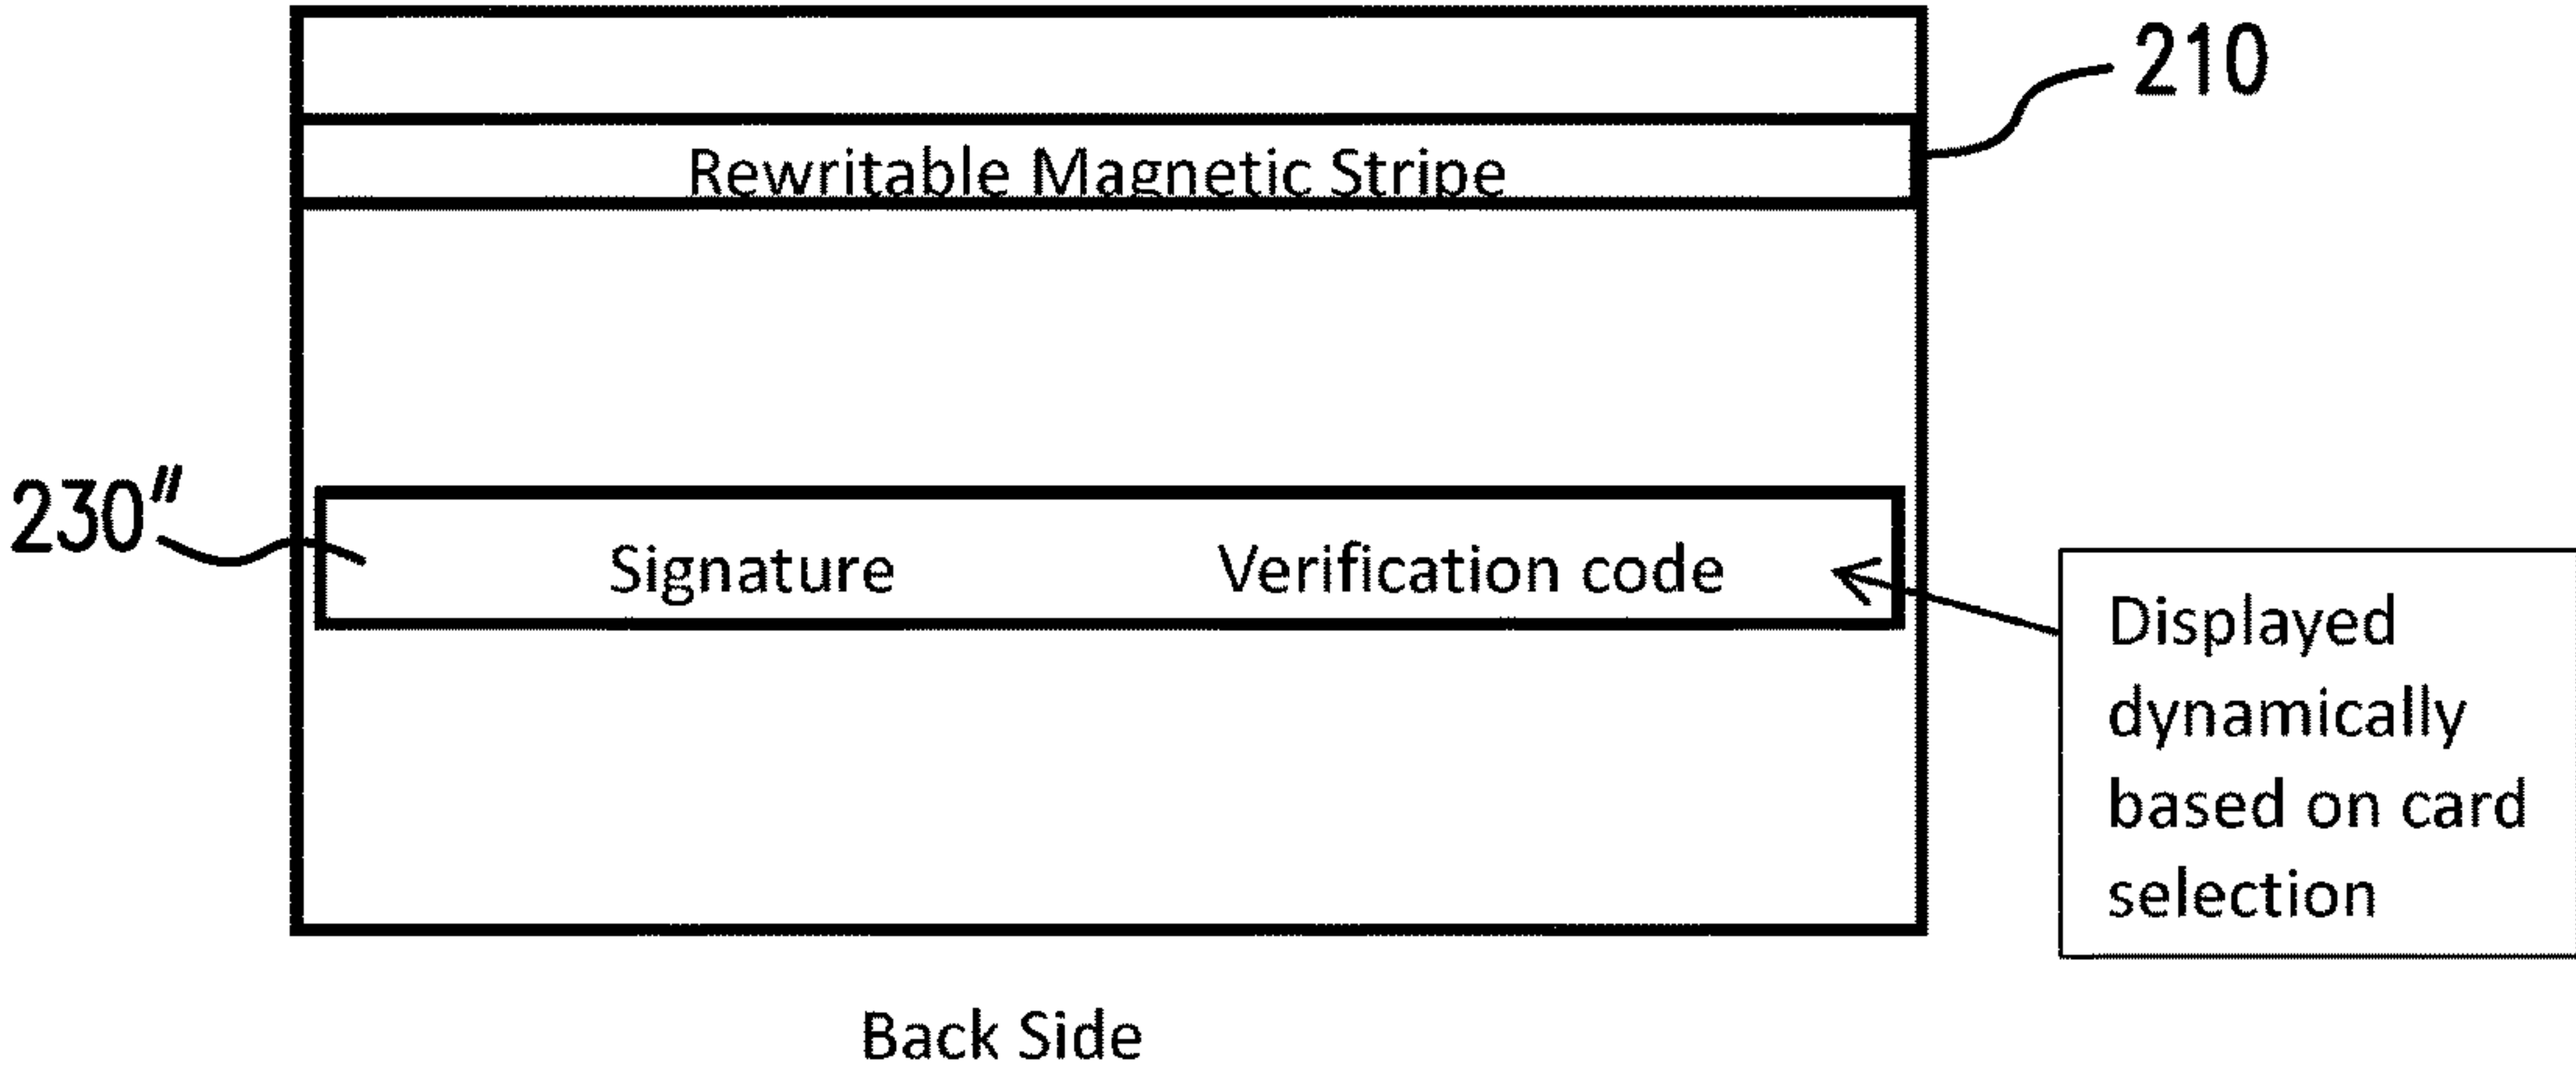 210
Rewritable Magnetic Stripe
230"
Signature Verification code
Displayed
dynamically
based on card
selection
Back Side